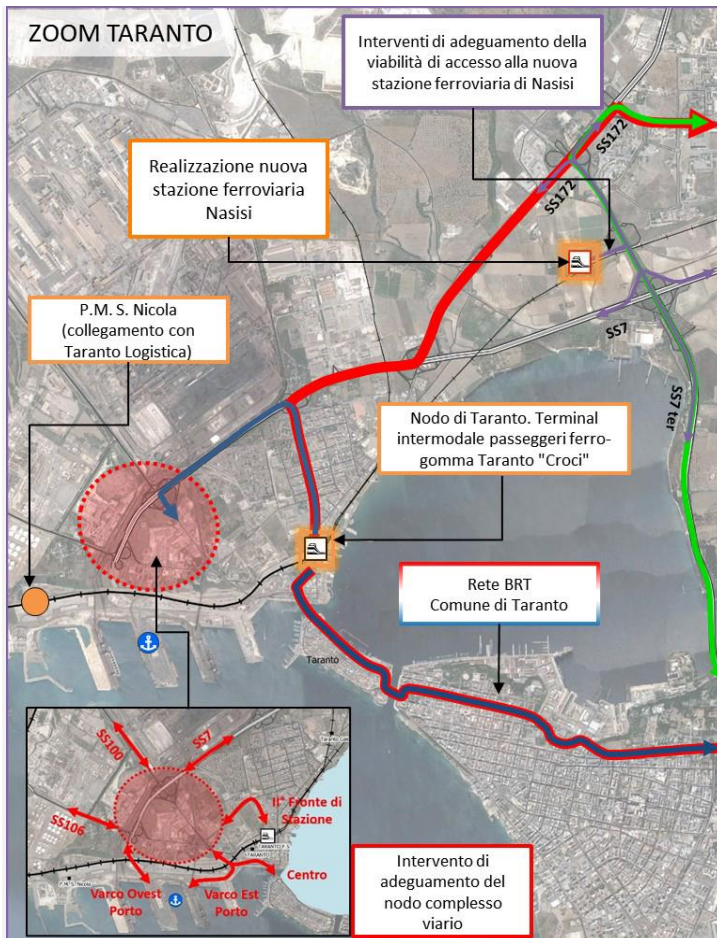 ZOOM TARANTO
Interventi di adeguamento della
viabilità di accesso alla nuova
stazione ferroviaria di Nasisi
SS172
SS172
Realizzazione nuova
stazione ferroviaria
Nasisi
P.M. S. Nicola
(collegamento con
Taranto Logistica)
SS7
SS7 ter
Nodo di Taranto. Terminal
intermodale passeggeri ferro-
gomma Taranto "Croci"
Rete BRT
Comune di Taranto
Taranto
SS100
SS7
SS106
II° Fronte di
Stazione
TARANTO P.S.
TARANTO
P.M. S. Nicola
Centro
Varco Ovest
Porto
Varco Est
Porto
Intervento di
adeguamento del
nodo complesso
viario